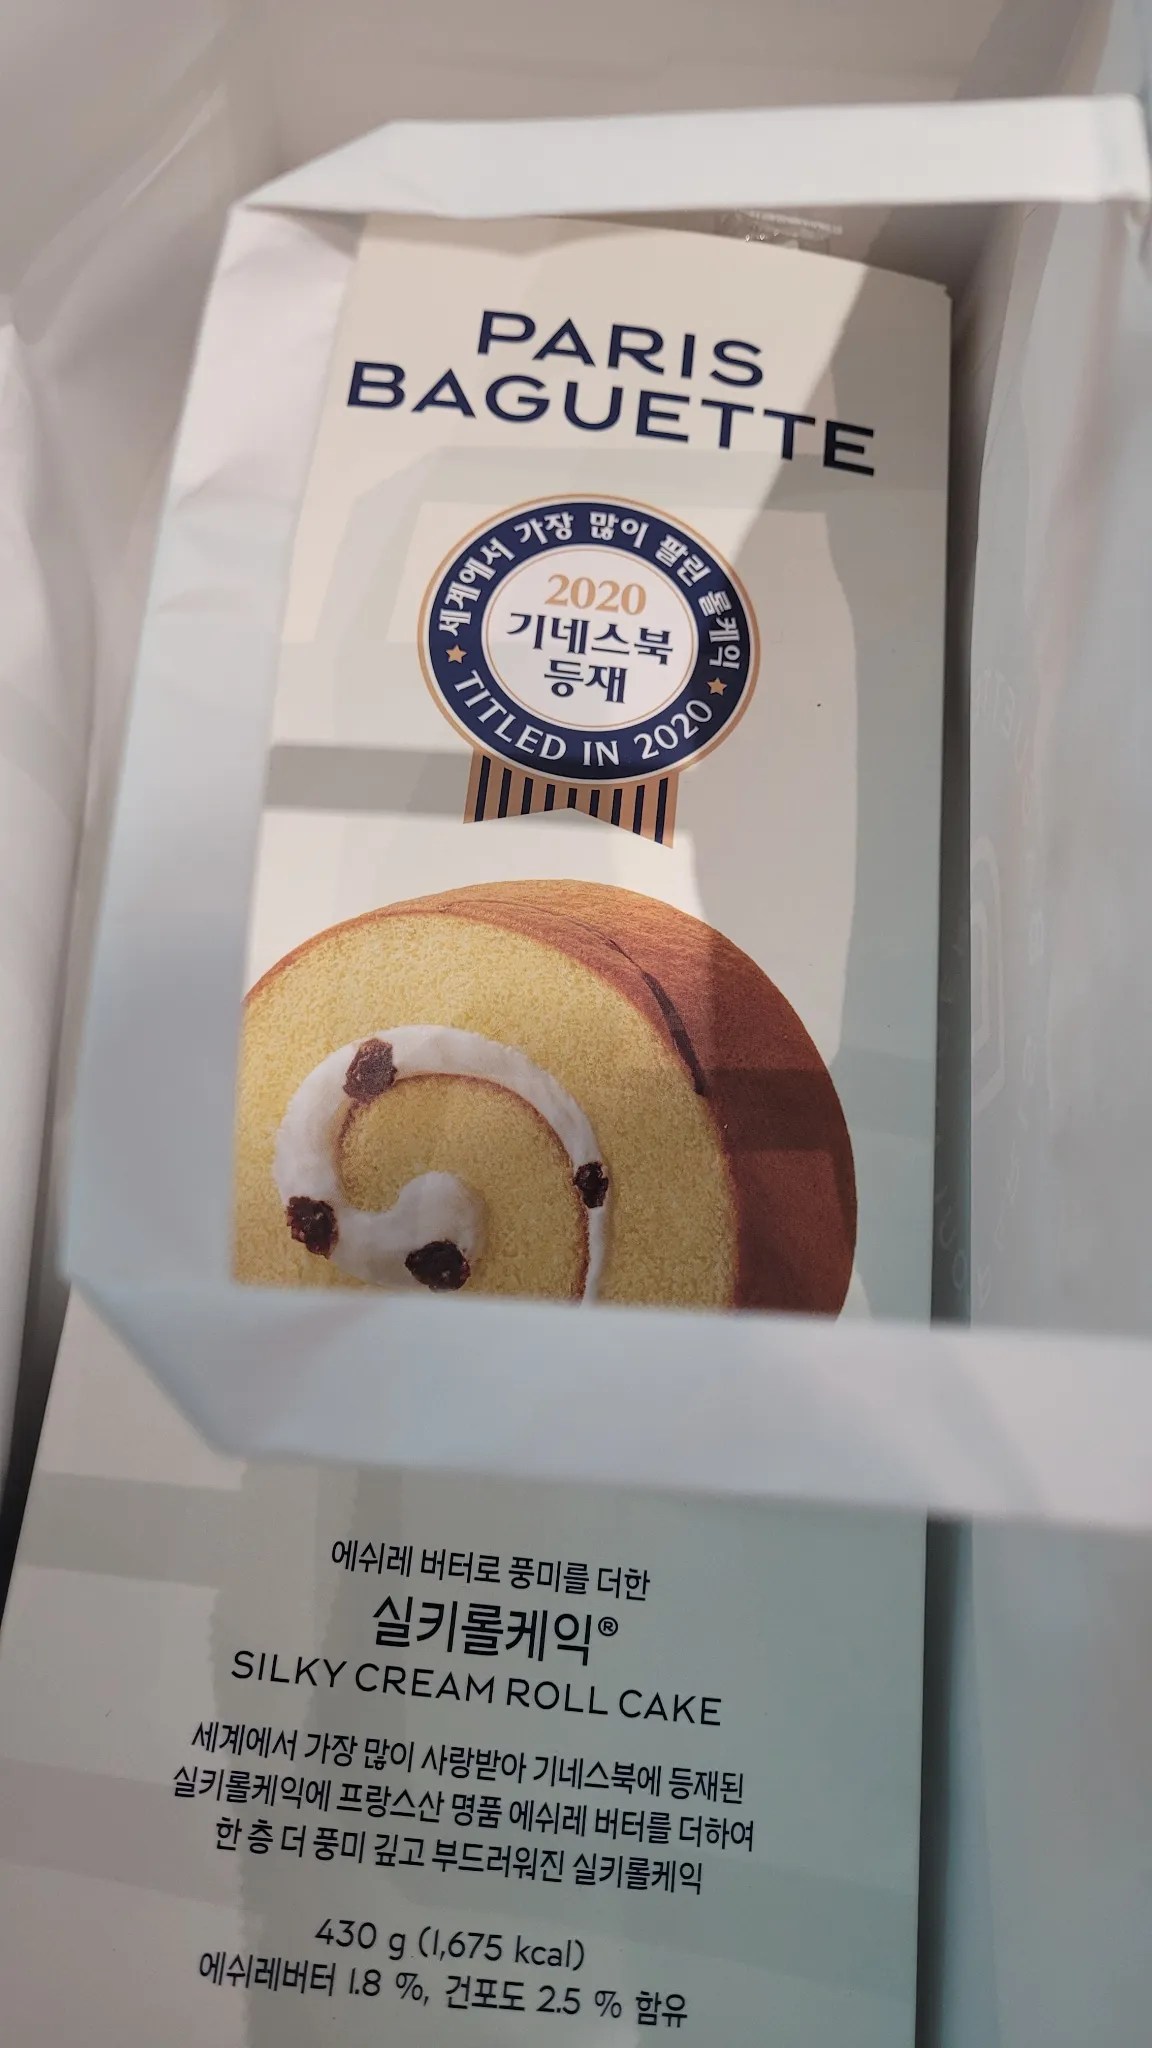 PARIS
BAGUETTE
세계에서 가장 많이 팔린 롤케익
2020
기네스북
등재
TITLED IN 2020
에쉬레 버터로 풍미를 더한
실키롤케익®
SILKY CREAM ROLL CAKE
세계에서 가장 많이 사랑받아 기네스북에 등재된
실키롤케익에 프랑스산 명품 에쉬레 버터를 더하여
한 층 더 풍미 깊고 부드러워진 실키롤케익
430 g (1,675 kcal)
에쉬레버터 1.8 %, 건포도 2.5 % 함유